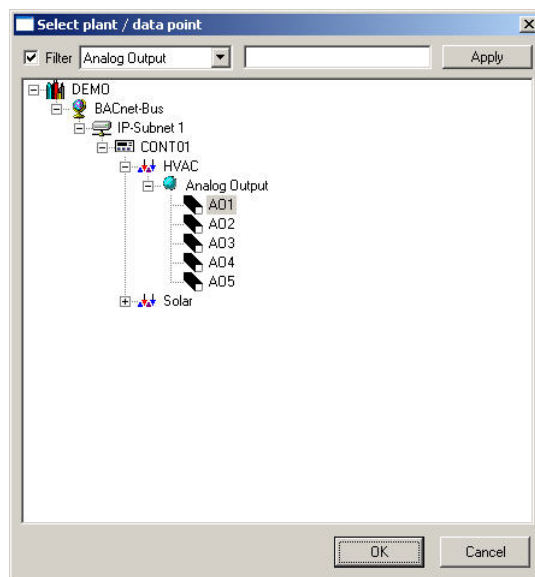 Select plant / data point
Filter Analog Output Apply
DEMO
BACnet-Bus
IP-Subnet 1
CONT01
HVAC
Analog Output
AO1
AO2
AO3
AO4
AO5
Solar
OK Cancel